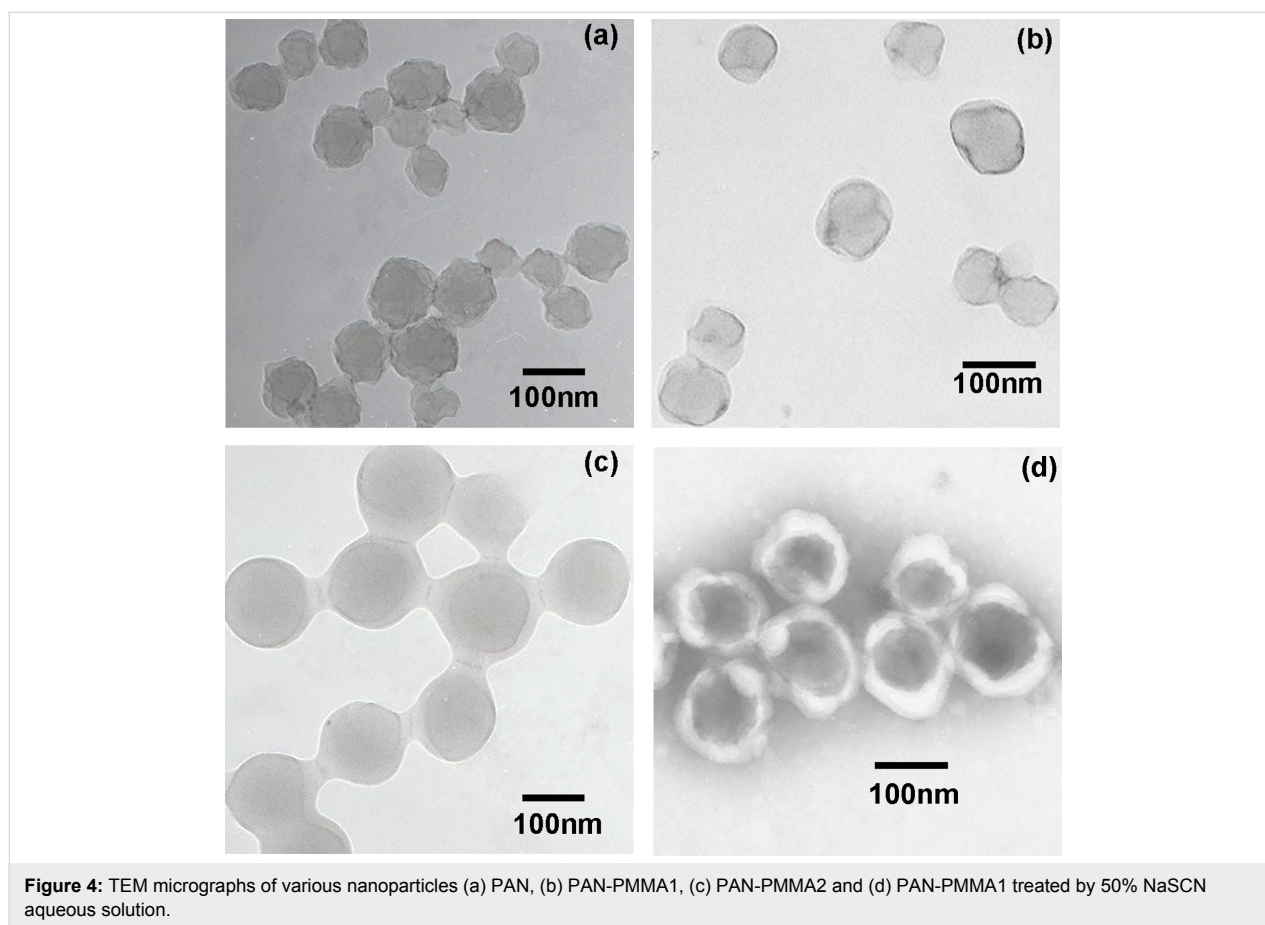 (a)
(b)
100nm
100nm
(c)
(d)
100nm
100nm
Figure 4: TEM micrographs of various nanoparticles (a) PAN, (b) PAN-PMMA1, (c) PAN-PMMA2 and (d) PAN-PMMA1 treated by 50% NaSCN
aqueous solution.